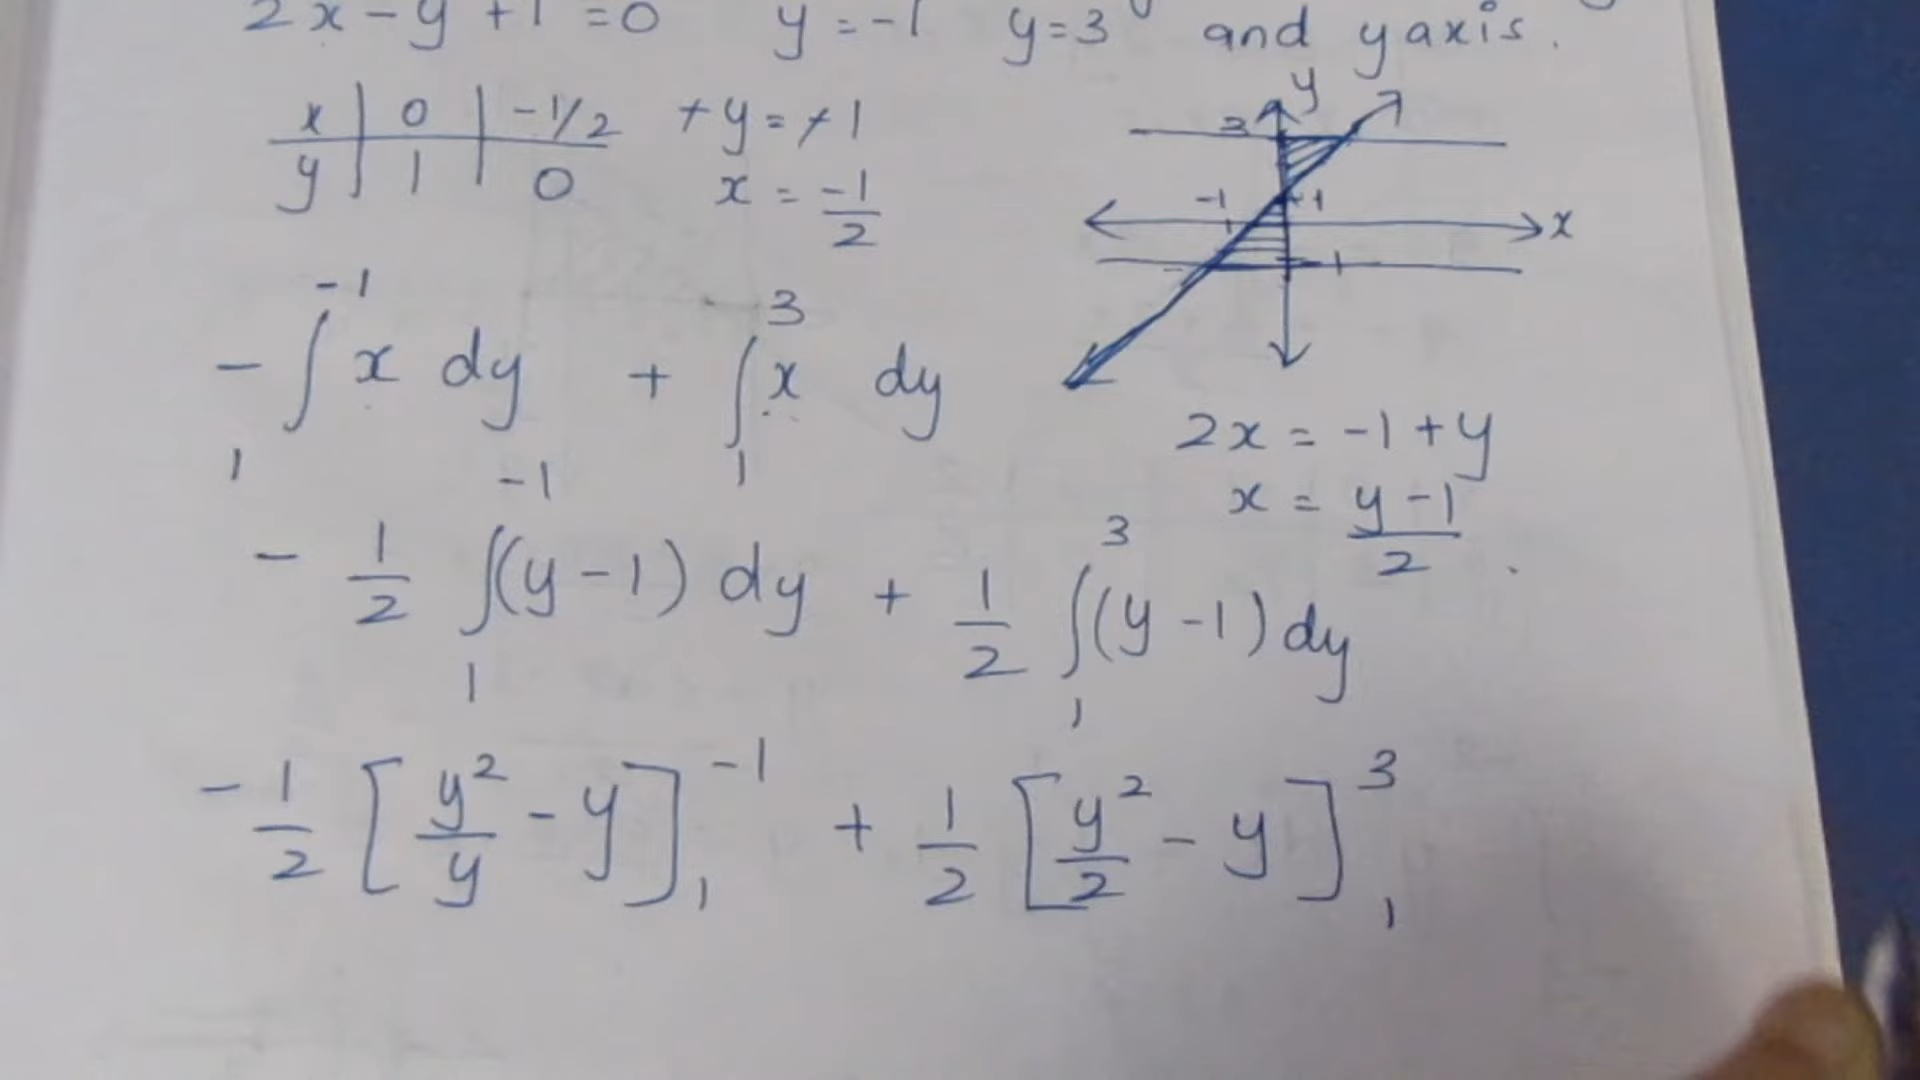 2x - y + 1 = 0 y = -1 y = 3 and y axis.
x | 0 | -1/2
y | 1 | 0
+y = +1
x = -1/2
y
3
-1 1
x
- 1
-∫₁⁻¹ x dy + ∫₁³ x dy
2x = -1 + y
x = (y - 1)/2 .
- 1/2 ∫₁⁻¹ (y - 1) dy + 1/2 ∫₁³ (y - 1) dy
- 1/2 [y²/y - y]₁⁻¹ + 1/2 [y²/2 - y]₁³